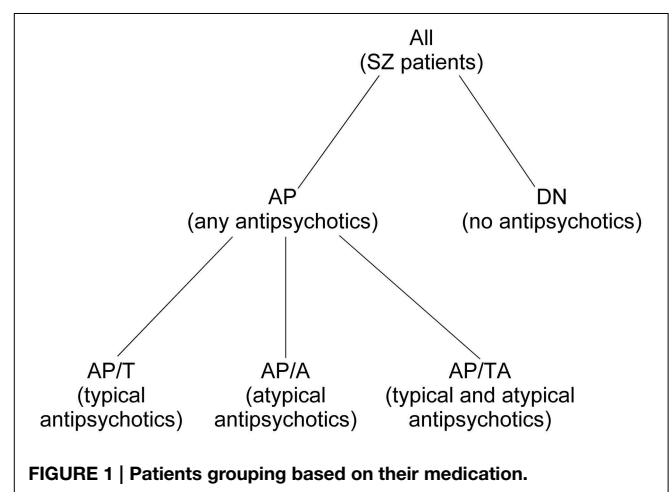 All
(SZ patients)
AP
(any antipsychotics)
DN
(no antipsychotics)
AP/T
(typical
antipsychotics)
AP/A
(atypical
antipsychotics)
AP/TA
(typical and atypical
antipsychotics)
FIGURE 1 | Patients grouping based on their medication.